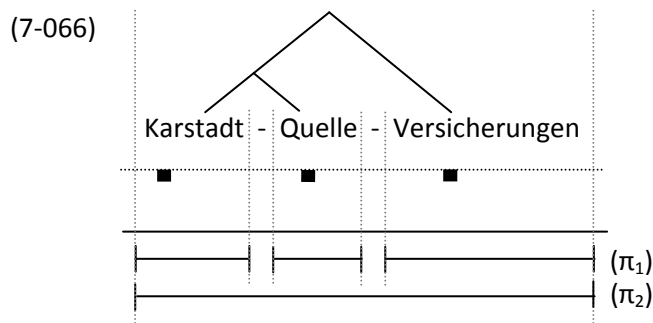 (7-066)
Karstadt - Quelle - Versicherungen
(π₁)
(π₂)